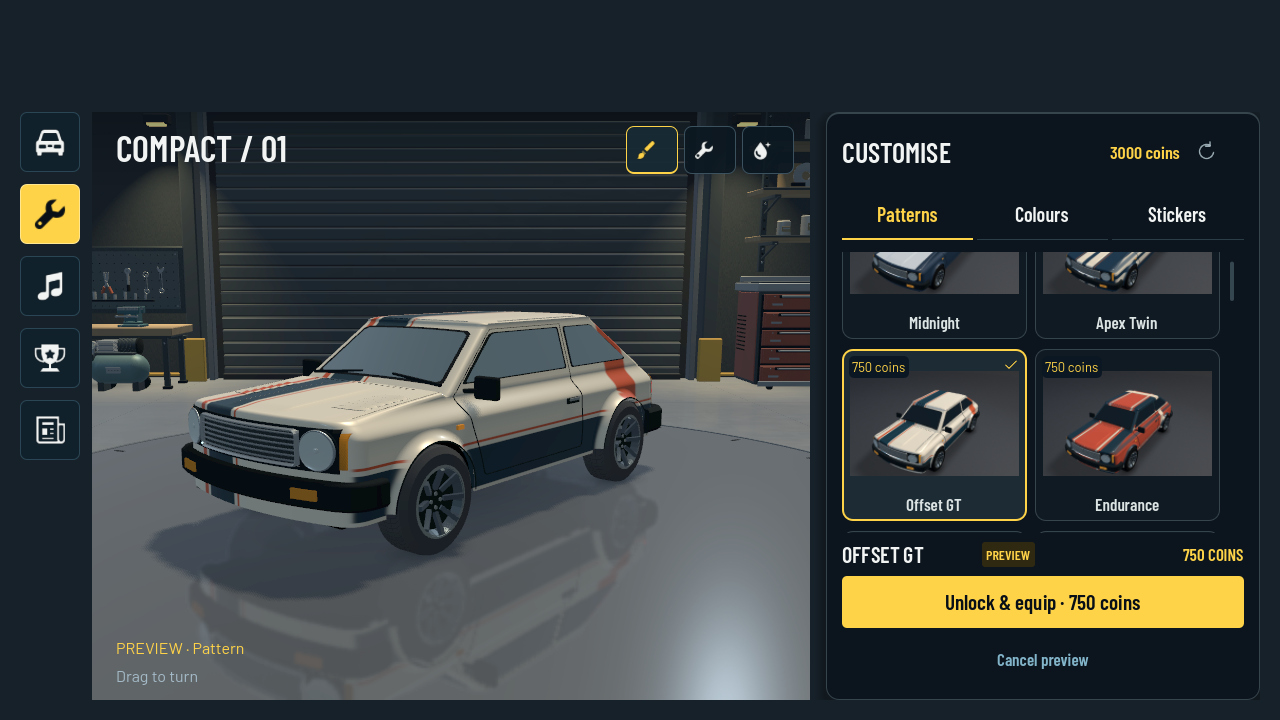 COMPACT / 01
CUSTOMISE
3000 coins
Patterns
Colours
Stickers
Midnight
Apex Twin
750 coins
750 coins
Offset GT
Endurance
OFFSET GT
PREVIEW
750 COINS
Unlock & equip · 750 coins
Cancel preview
PREVIEW · Pattern
Drag to turn